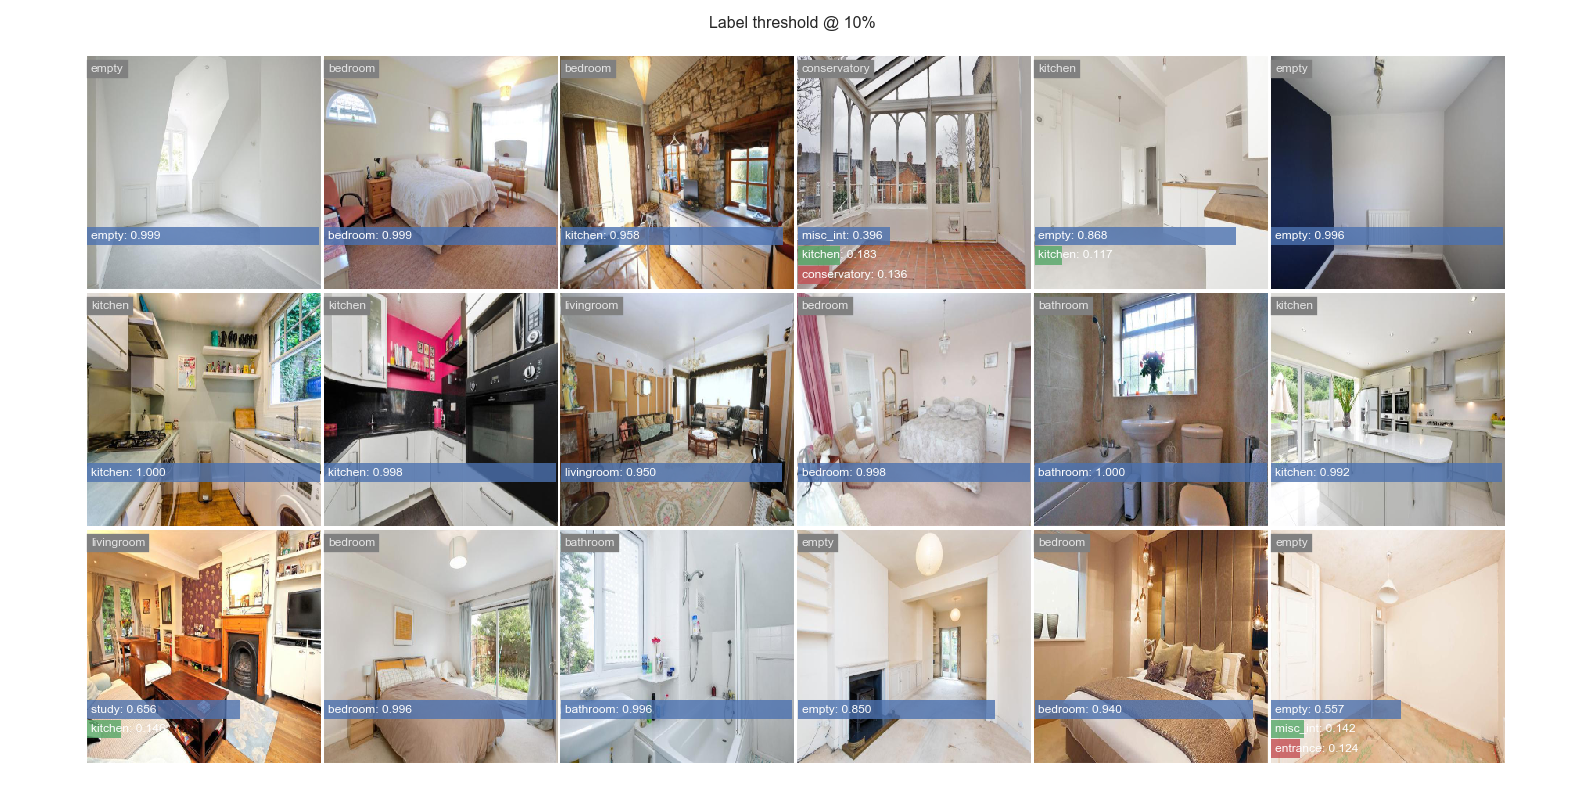 Label threshold @ 10%
empty
empty: 0.999
bedroom
bedroom: 0.999
bedroom
kitchen: 0.958
conservatory
misc_int: 0.396
kitchen: 0.183
conservatory: 0.136
kitchen
empty: 0.868
kitchen: 0.117
empty
empty: 0.996
kitchen
kitchen: 1.000
kitchen
kitchen: 0.998
livingroom
livingroom: 0.950
bedroom
bedroom: 0.998
bathroom
bathroom: 1.000
kitchen
kitchen: 0.992
livingroom
study: 0.656
kitchen:
bedroom
bedroom: 0.996
bathroom
bathroom: 0.996
empty
empty: 0.850
bedroom
bedroom: 0.940
empty
empty: 0.557
misc_int: 0.142
entrance: 0.124